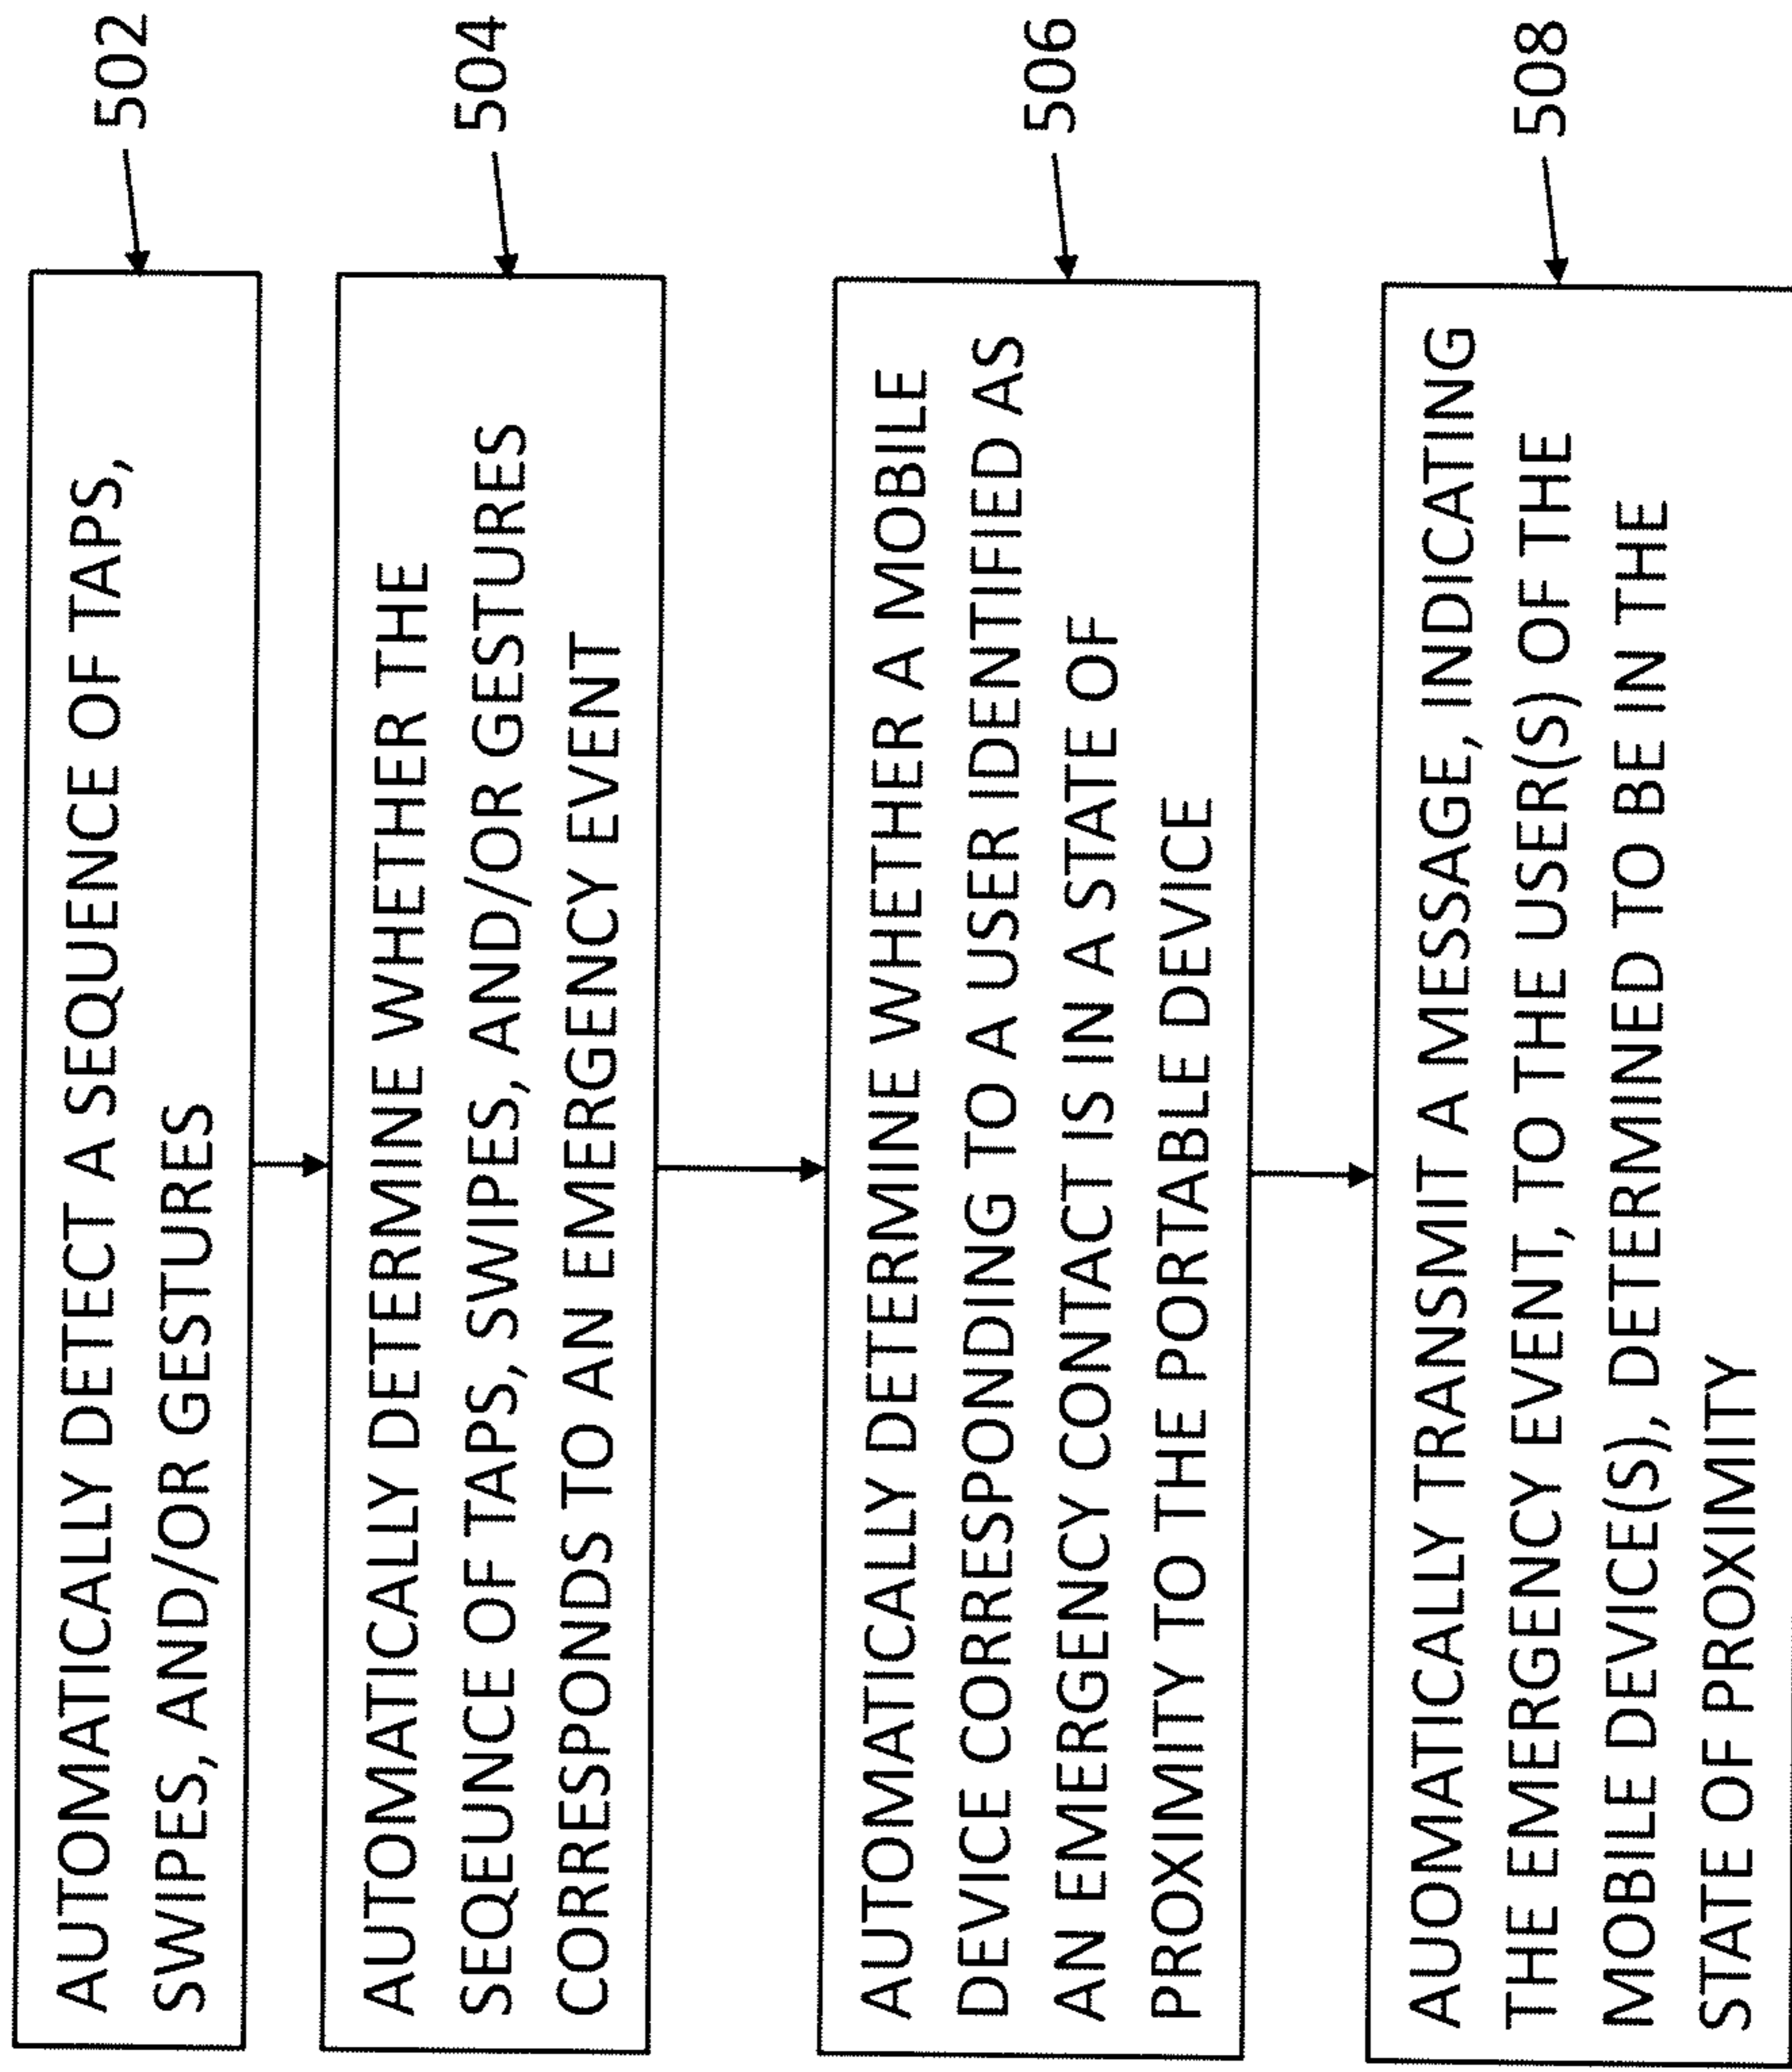 AUTOMATICALLY DETECT A SEQUENCE OF TAPS,
SWIPES, AND/OR GESTURES
502
AUTOMATICALLY DETERMINE WHETHER THE
SEQEUNCE OF TAPS, SWIPES, AND/OR GESTURES
CORRESPONDS TO AN EMERGENCY EVENT
504
AUTOMATICALLY DETERMINE WHETHER A MOBILE
DEVICE CORRESPONDING TO A USER IDENTIFIED AS
AN EMERGENCY CONTACT IS IN A STATE OF
PROXIMITY TO THE PORTABLE DEVICE
506
AUOMATICALLY TRANSMIT A MESSAGE, INDICATING
THE EMERGENCY EVENT, TO THE USER(S) OF THE
MOBILE DEVICE(S), DETERMINED TO BE IN THE
STATE OF PROXIMITY
508